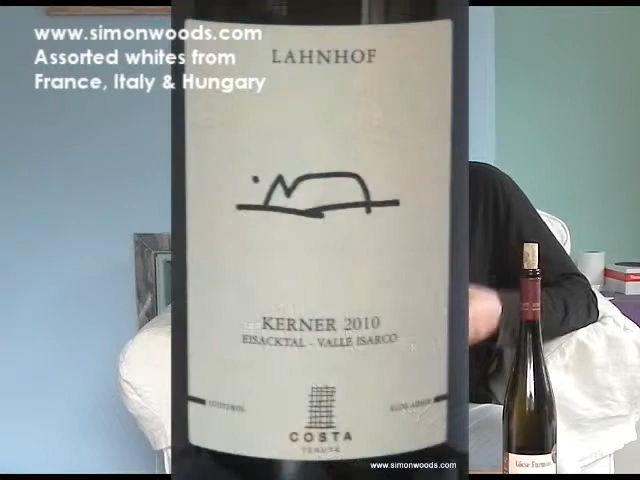 www.simonwoods.com
Assorted whites from
France, Italy & Hungary
LAHNHOF
KERNER 2010
EISACKTAL - VALLE ISARCO
COSTA
TENUTA
www.simonwoods.com